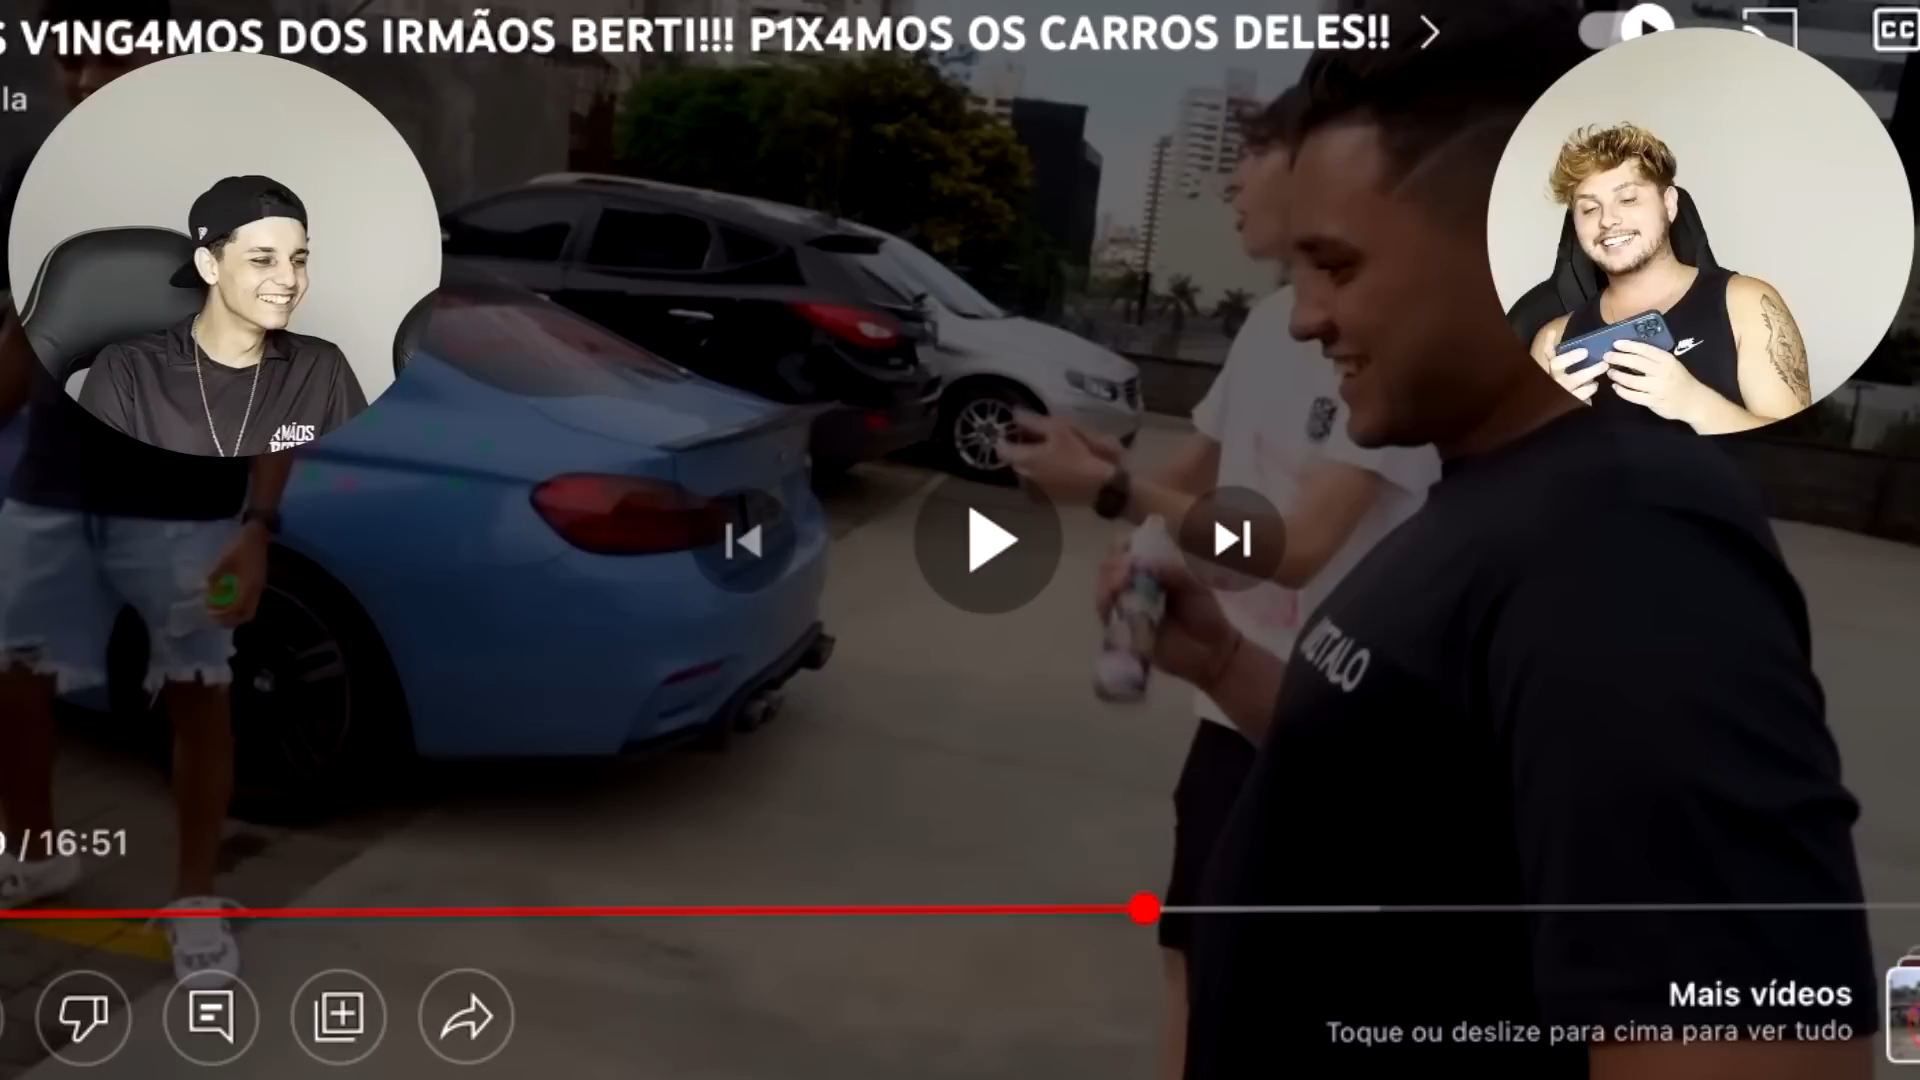 S V1NG4MOS DOS IRMÃOS BERTI!!! P1X4MOS OS CARROS DELES!!
CC
la
/ 16:51
Mais vídeos
Toque ou deslize para cima para ver tudo